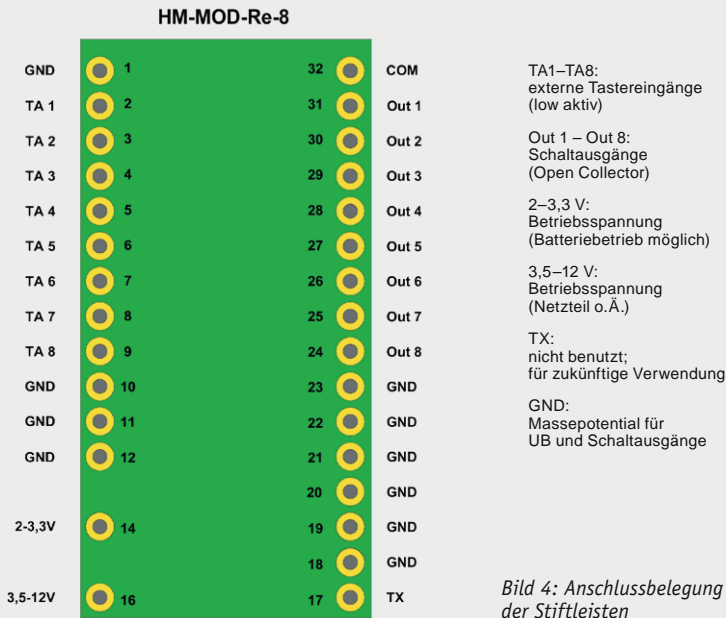 HM-MOD-Re-8
GND 1 32 COM
TA 1 2 31 Out 1
TA 2 3 30 Out 2
TA 3 4 29 Out 3
TA 4 5 28 Out 4
TA 5 6 27 Out 5
TA 6 7 26 Out 6
TA 7 8 25 Out 7
TA 8 9 24 Out 8
GND 10 23 GND
GND 11 22 GND
GND 12 21 GND
20 GND
2-3,3V 14 19 GND
18 GND
3,5-12V 16 17 TX
TA1–TA8:
externe Tastereingänge
(low aktiv)
Out 1 – Out 8:
Schaltausgänge
(Open Collector)
2–3,3 V:
Betriebsspannung
(Batteriebetrieb möglich)
3,5–12 V:
Betriebsspannung
(Netzteil o.Ä.)
TX:
nicht benutzt;
für zukünftige Verwendung
GND:
Massepotential für
UB und Schaltausgänge
Bild 4: Anschlussbelegung
der Stiftleisten